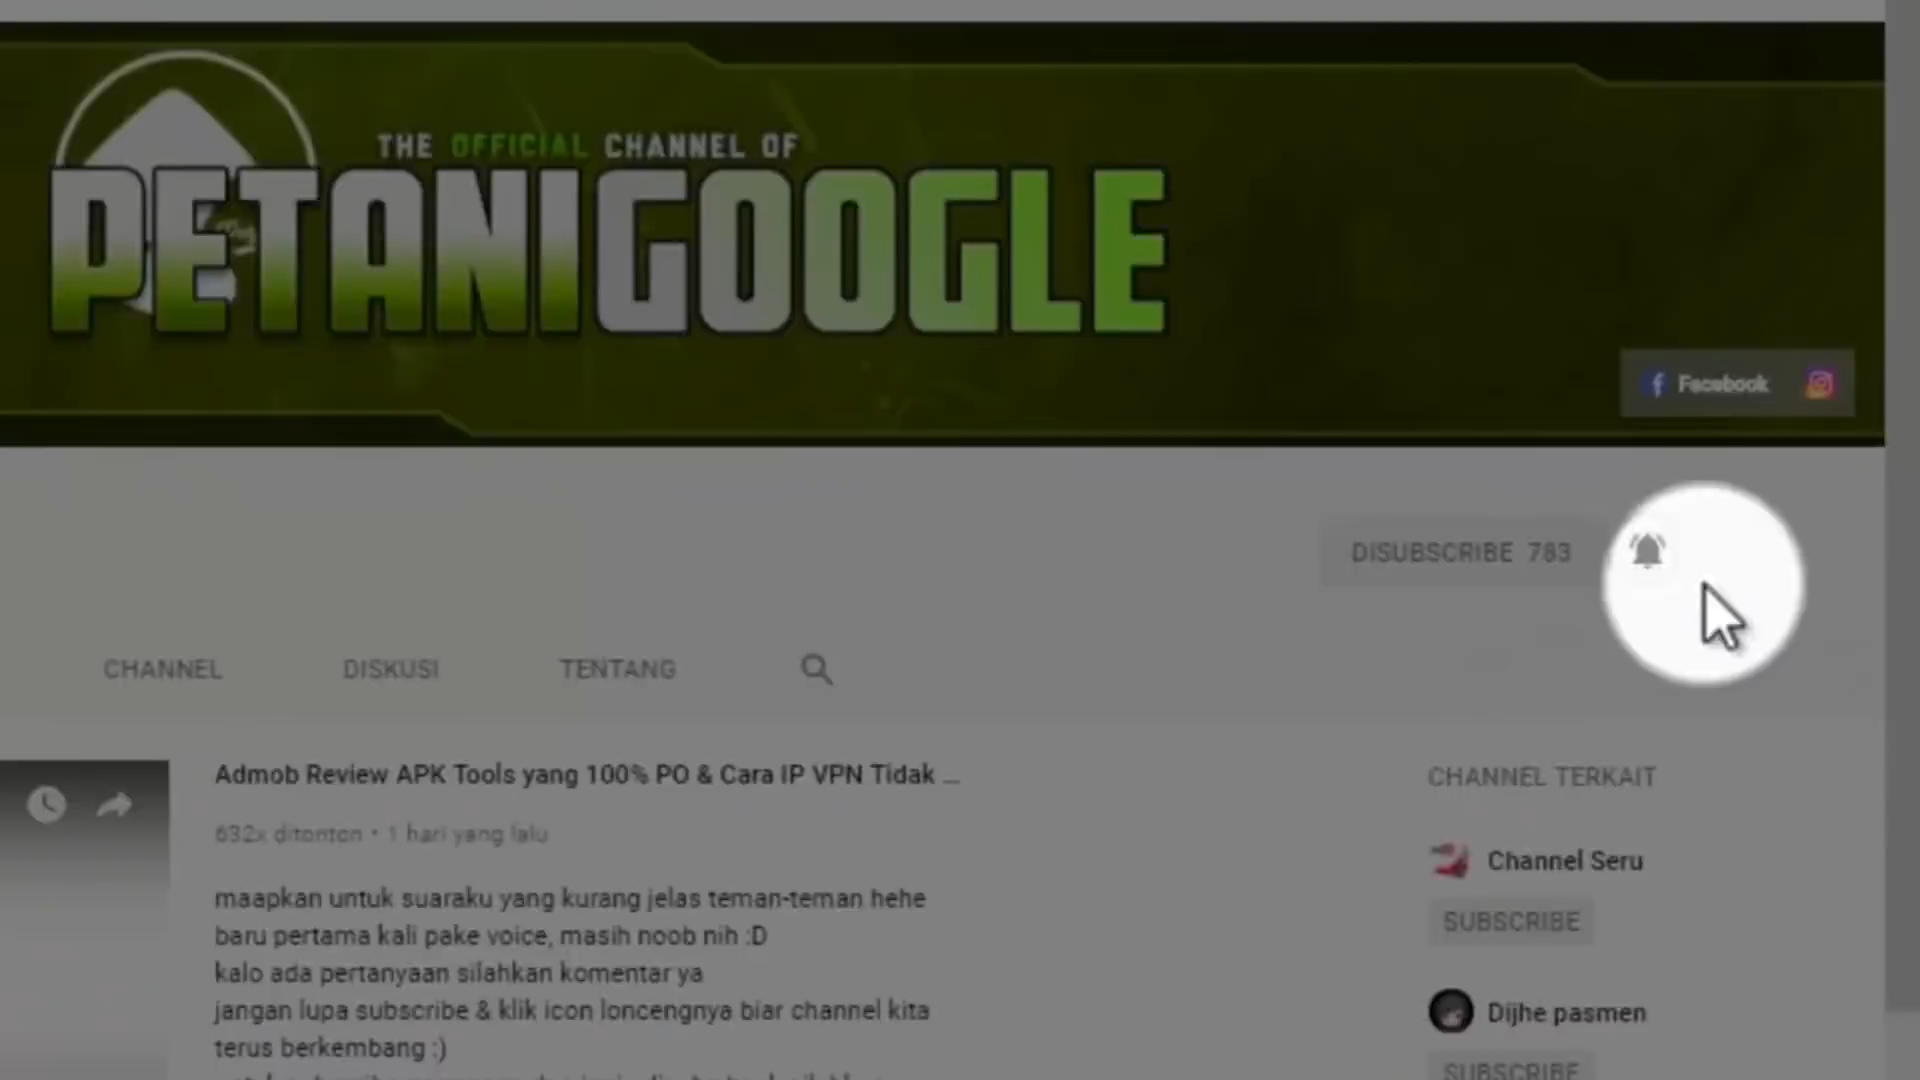 THE OFFICIAL CHANNEL OF
PETANIGOOGLE
Facebook
DISUBSCRIBE 783
CHANNEL DISKUSI TENTANG
Admob Review APK Tools yang 100% PO & Cara IP VPN Tidak ...
632x ditonton • 1 hari yang lalu
maapkan untuk suaraku yang kurang jelas teman-teman hehe
baru pertama kali pake voice, masih noob nih :D
kalo ada pertanyaan silahkan komentar ya
jangan lupa subscribe & klik icon loncengnya biar channel kita
terus berkembang :)
CHANNEL TERKAIT
Channel Seru
SUBSCRIBE
Dijhe pasmen
SUBSCRIBE